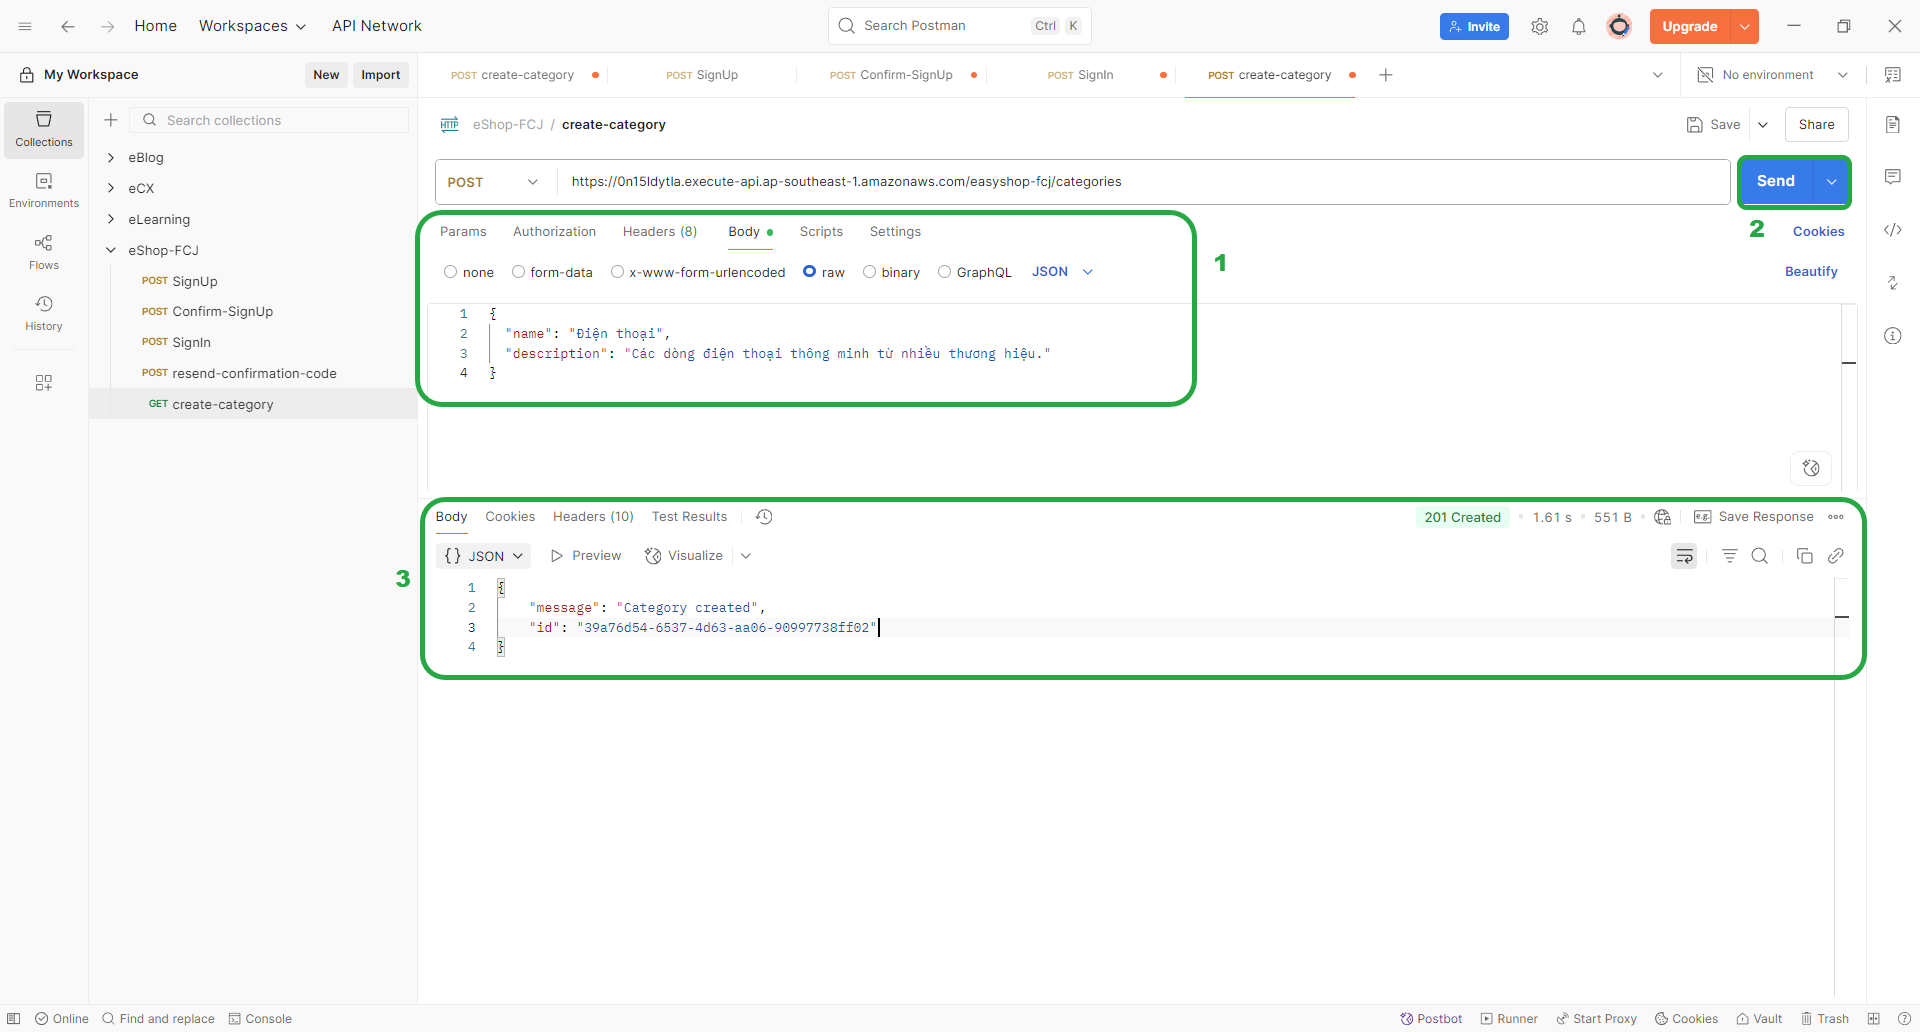 Home Workspaces API Network Search Postman Ctrl K Invite Upgrade
My Workspace New Import POST create-category POST SignUp POST Confirm-SignUp POST SignIn POST create-category No environment
Collections
Environments
Flows
History
Search collections
eBlog
eCX
eLearning
eShop-FCJ
POST SignUp
POST Confirm-SignUp
POST SignIn
POST resend-confirmation-code
GET create-category
HTTP eShop-FCJ / create-category Save Share
POST https://0n15ldytla.execute-api.ap-southeast-1.amazonaws.com/easyshop-fcj/categories Send
Params Authorization Headers (8) Body Scripts Settings 2 Cookies
none form-data x-www-form-urlencoded raw binary GraphQL JSON 1 Beautify
1 {
2 "name": "Điện thoại",
3 "description": "Các dòng điện thoại thông minh từ nhiều thương hiệu."
4 }
Body Cookies Headers (10) Test Results 201 Created 1.61 s 551 B e.g. Save Response
{} JSON Preview Visualize
3
1 {
2 "message": "Category created",
3 "id": "39a76d54-6537-4d63-aa06-90997738ff02"
4 }
Online Find and replace Console Postbot Runner Start Proxy Cookies Vault Trash